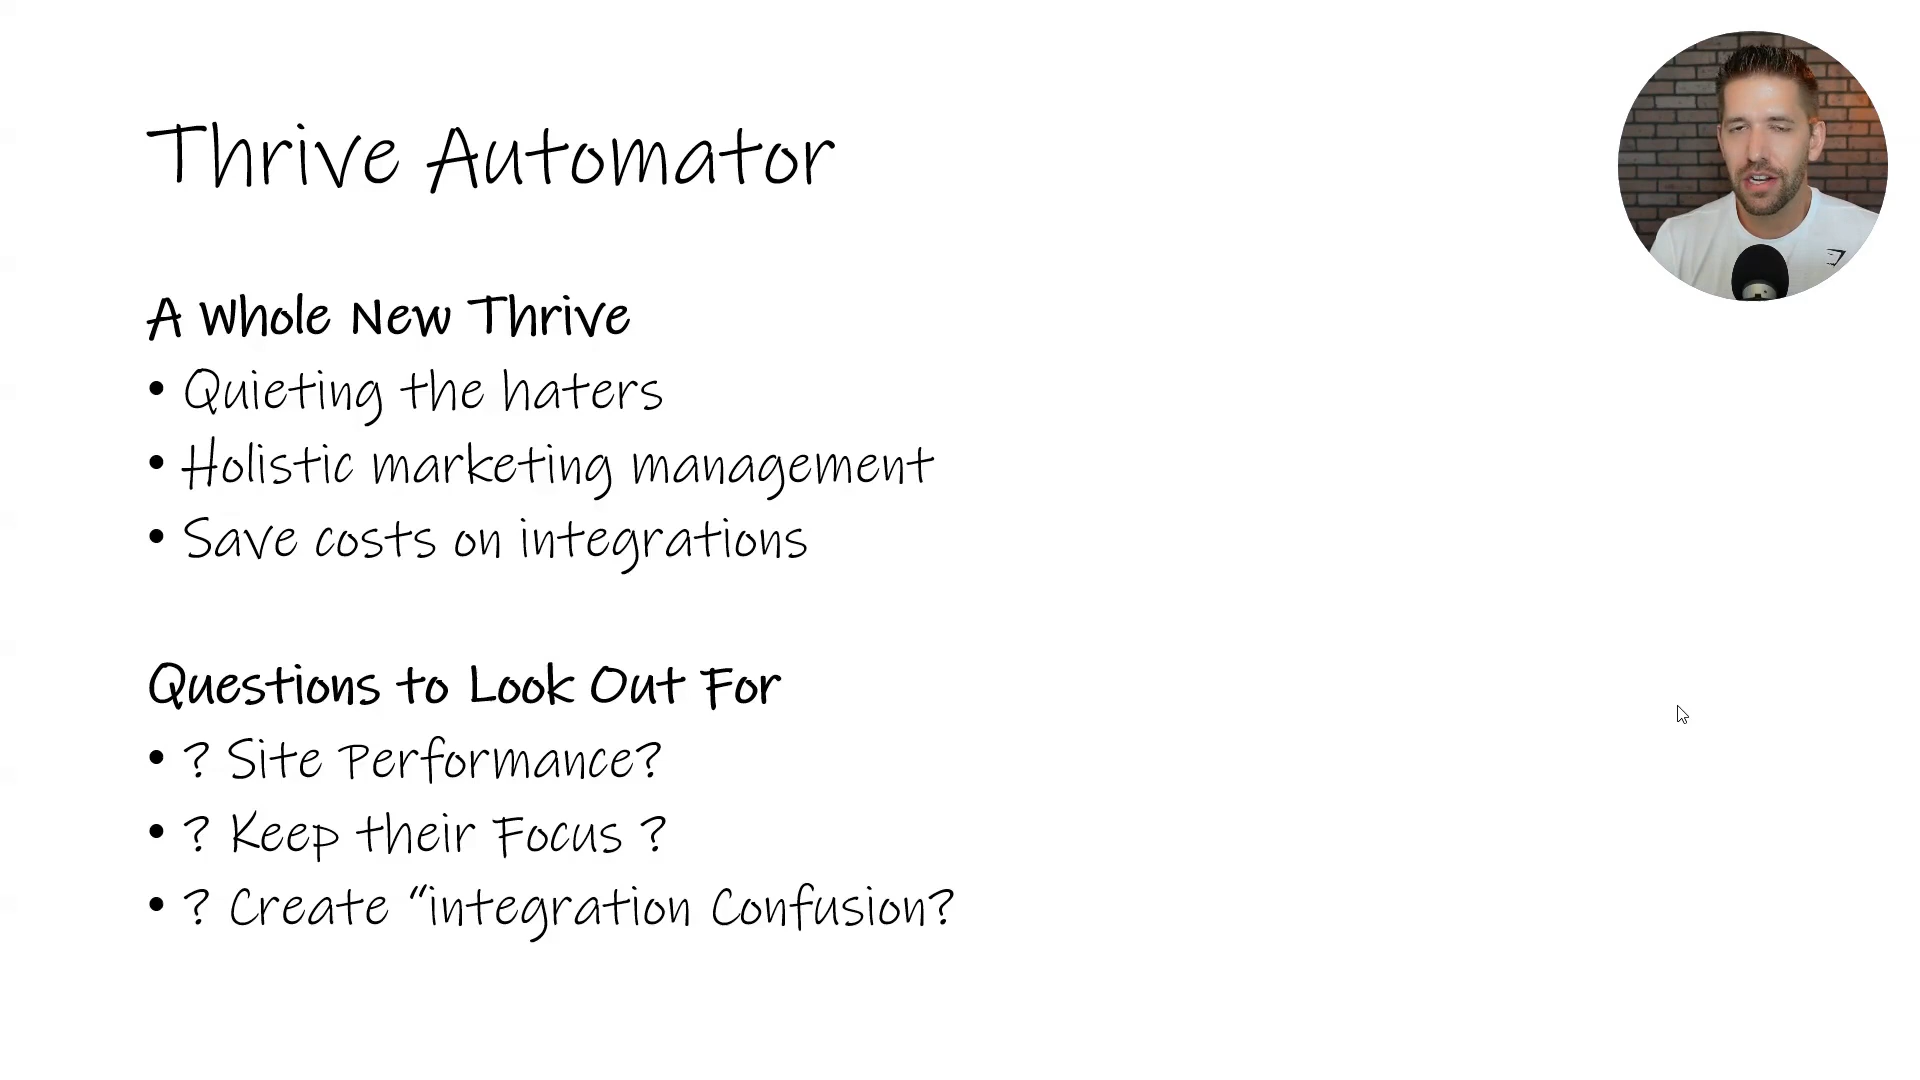 Thrive Automator
A Whole New Thrive
• Quieting the haters
• Holistic marketing management
• Save costs on integrations
Questions to Look Out For
• ? Site Performance?
• ? Keep their Focus ?
• ? Create “integration Confusion?